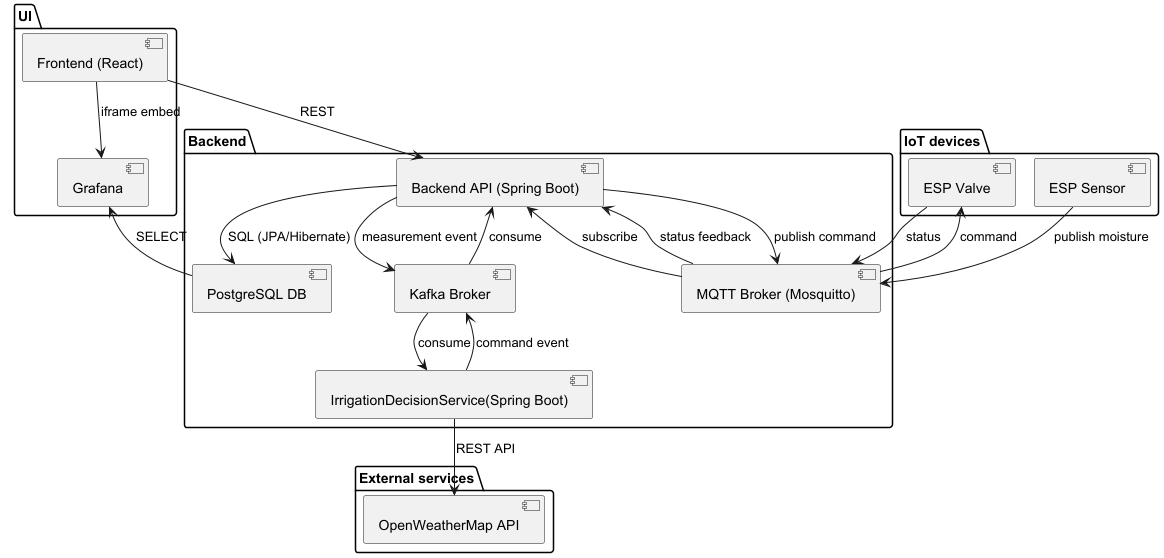 UI
Frontend (React)
iframe embed
REST
Backend
IoT devices
Grafana
Backend API (Spring Boot)
ESP Valve
ESP Sensor
SELECT
SQL (JPA/Hibernate)
measurement event
consume
subscribe
status feedback
publish command
status
command
publish moisture
PostgreSQL DB
Kafka Broker
MQTT Broker (Mosquitto)
consume
command event
IrrigationDecisionService(Spring Boot)
REST API
External services
OpenWeatherMap API